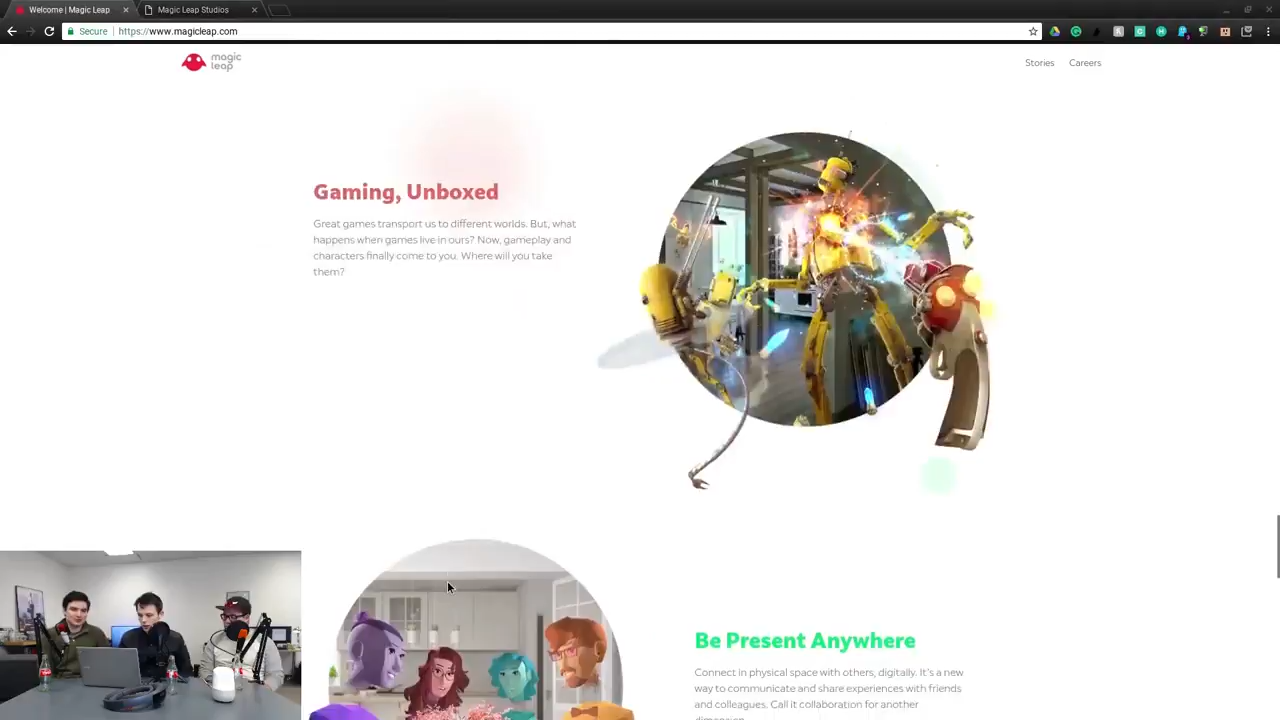 Welcome | Magic Leap
Magic Leap Studios
Secure
https://www.magicleap.com
magic
leap
Stories
Careers
Gaming, Unboxed
Great games transport us to different worlds. But, what
happens when games live in ours? Now, gameplay and
characters finally come to you. Where will you take
them?
Be Present Anywhere
Connect in physical space with others, digitally. It's a new
way to communicate and share experiences with friends
and colleagues. Call it collaboration for another
dimension.